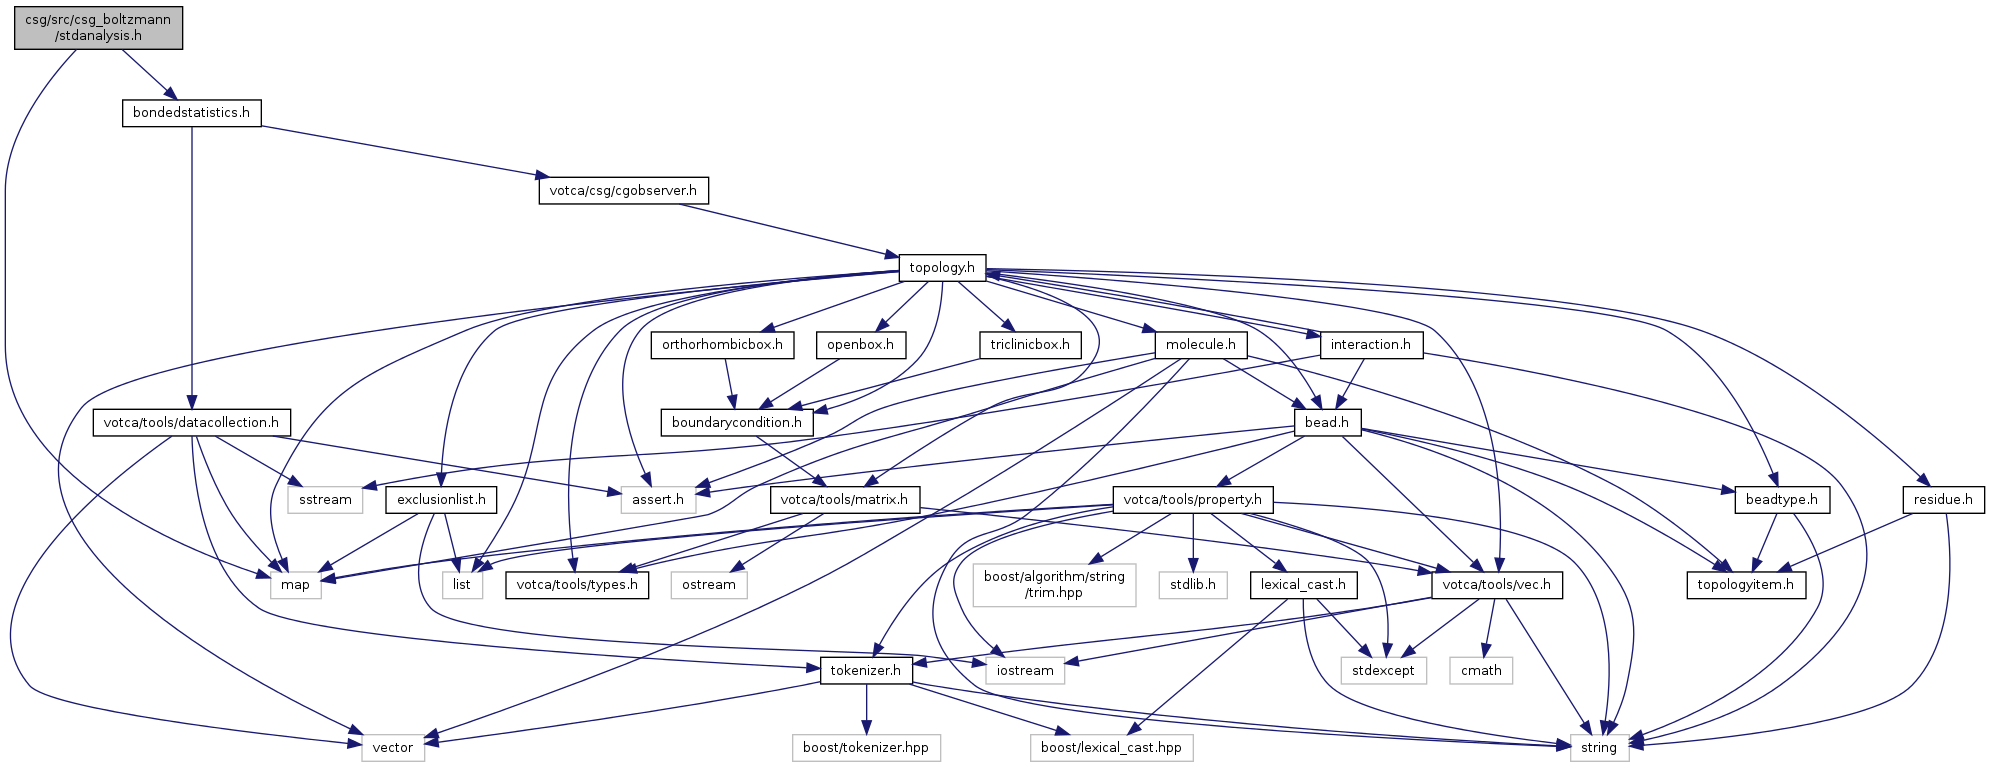 csg/src/csg_boltzmann
/stdanalysis.h
bondedstatistics.h
votca/csg/cgobserver.h
topology.h
orthorhombicbox.h
openbox.h
triclinicbox.h
molecule.h
interaction.h
votca/tools/datacollection.h
boundarycondition.h
bead.h
sstream
exclusionlist.h
assert.h
votca/tools/matrix.h
votca/tools/property.h
beadtype.h
residue.h
map
list
votca/tools/types.h
ostream
boost/algorithm/string
/trim.hpp
stdlib.h
lexical_cast.h
votca/tools/vec.h
topologyitem.h
tokenizer.h
iostream
stdexcept
cmath
vector
boost/tokenizer.hpp
boost/lexical_cast.hpp
string